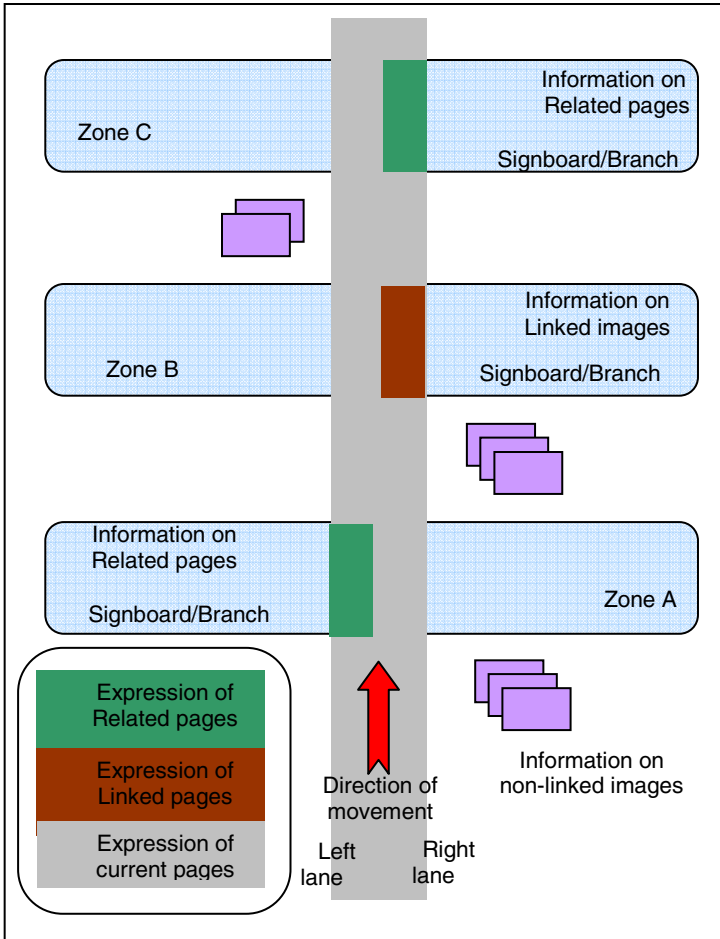 Information on
Related pages
Zone C
Signboard/Branch
Information on
Linked images
Zone B
Signboard/Branch
Information on
Related pages
Zone A
Signboard/Branch
Expression of
Related pages
Expression of
Linked pages
Expression of
current pages
Direction of
movement
Information on
non-linked images
Left
lane
Right
lane